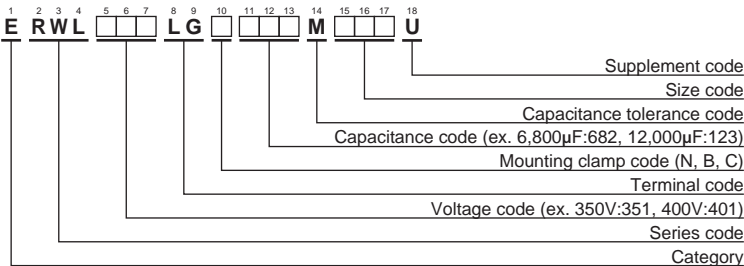 1 2 3 4 5 6 7 8 9 10 11 12 13 14 15 16 17 18
E R W L □ □ □ L G □ □ □ □ M □ □ □ U
Supplement code
Size code
Capacitance tolerance code
Capacitance code (ex. 6,800µF:682, 12,000µF:123)
Mounting clamp code (N, B, C)
Terminal code
Voltage code (ex. 350V:351, 400V:401)
Series code
Category